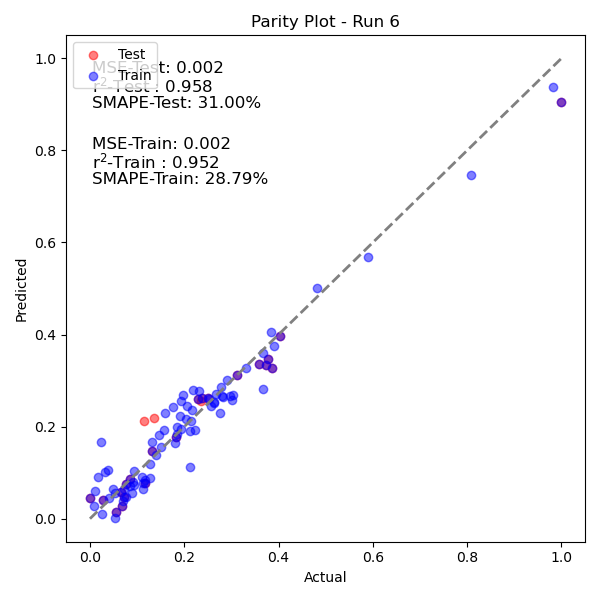 Parity Plot - Run 6
Test
Train
MSE-Test: 0.002
r²-Test : 0.958
SMAPE-Test: 31.00%
MSE-Train: 0.002
r²-Train : 0.952
SMAPE-Train: 28.79%
1.0
0.8
0.6
0.4
0.2
0.0
Predicted
0.0 0.2 0.4 0.6 0.8 1.0
Actual